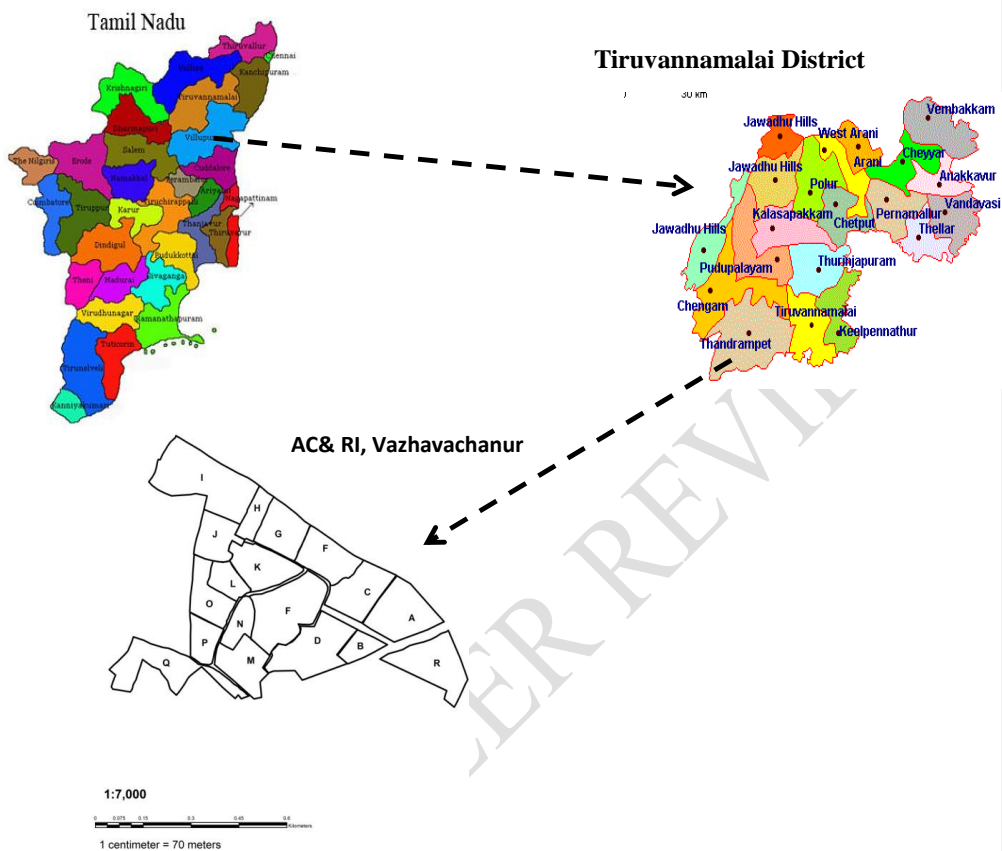 Tamil Nadu
Thiruvallur
Chennai
Vellore
Kanchipuram
Krishnagiri
Tiruvannamalai
Dharmapuri
Villupuram
Salem
The Nilgiris
Erode
Cuddalore
Namakkal
Perambalur
Ariyalur
Nagapattinam
Coimbatore
Tiruppur
Karur
Tiruchirappalli
Thanjavur
Thiruvarur
Dindigul
Pudukkottai
Theni
Madurai
Sivaganga
Virudhunagar
Ramanathapuram
Tuticorin
Tirunelveli
Kanniyakumari
Tiruvannamalai District
30 km
Vembakkam
Jawadhu Hills
West Arani
Arani
Cheyyar
Jawadhu Hills
Polur
Anakkavur
Kalasapakkam
Chetput
Pernamallur
Vandayasi
Jawadhu Hills
Thellar
Pudupalayam
Thurinjapuram
Chengam
Tiruvannamalai
Thandrampet
Keelpennathur
AC& RI, Vazhavachanur
I
H
G
F
J
K
L
C
O
N
F
A
P
D
B
Q
M
R
ER REVI
1:7,000
0 0.075 0.15 0.3 0.45 0.6
Kilometers
1 centimeter = 70 meters